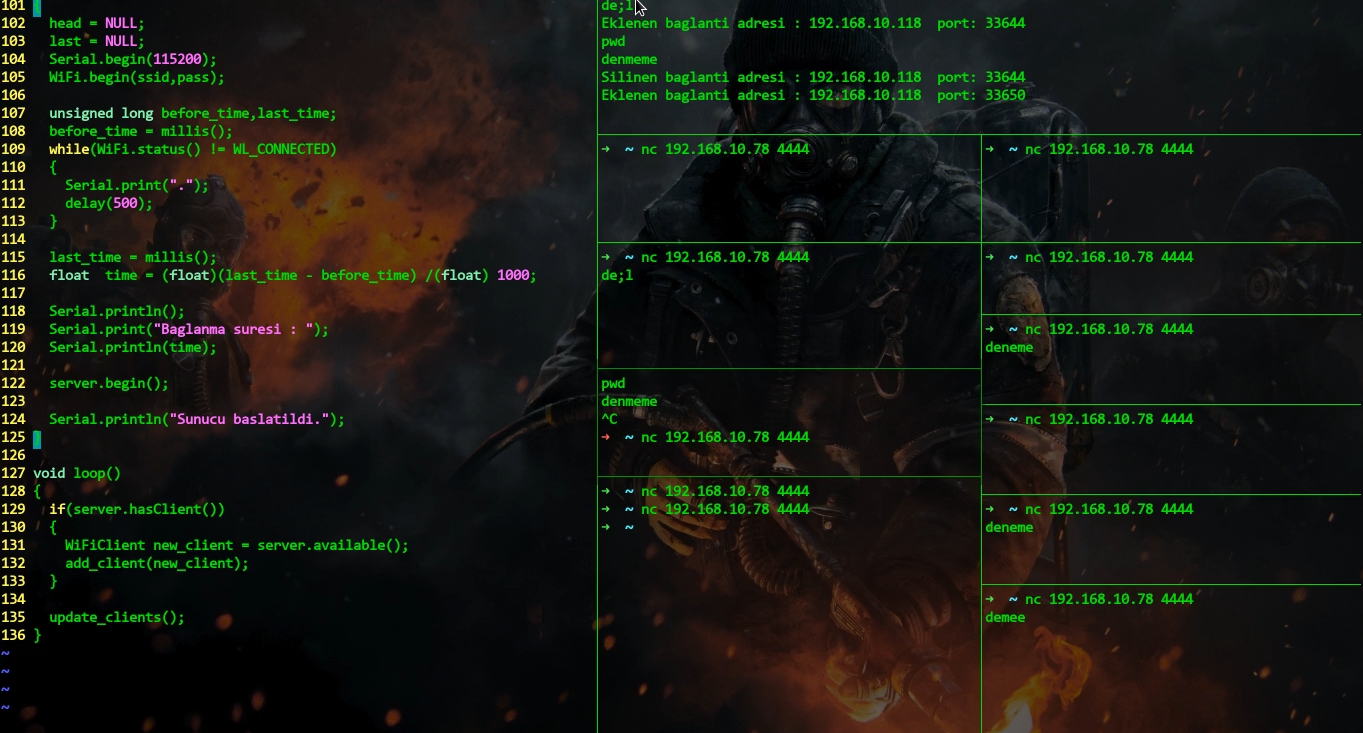 101 {
102   head = NULL;
103   last = NULL;
104   Serial.begin(115200);
105   WiFi.begin(ssid,pass);
106
107   unsigned long before_time,last_time;
108   before_time = millis();
109   while(WiFi.status() != WL_CONNECTED)
110   {
111     Serial.print(".");
112     delay(500);
113   }
114
115   last_time = millis();
116   float  time = (float)(last_time - before_time) /(float) 1000;
117
118   Serial.println();
119   Serial.print("Baglanma suresi : ");
120   Serial.println(time);
121
122   server.begin();
123
124   Serial.println("Sunucu baslatildi.");
125 }
126
127 void loop()
128 {
129   if(server.hasClient())
130   {
131     WiFiClient new_client = server.available();
132     add_client(new_client);
133   }
134
135   update_clients();
136 }
~
~
~
~
de;l
Eklenen baglanti adresi : 192.168.10.118  port: 33644
pwd
denmeme
Silinen baglanti adresi : 192.168.10.118  port: 33644
Eklenen baglanti adresi : 192.168.10.118  port: 33650
➜  ~ nc 192.168.10.78 4444
➜  ~ nc 192.168.10.78 4444
de;l
pwd
denmeme
^C
➜  ~ nc 192.168.10.78 4444
➜  ~ nc 192.168.10.78 4444
➜  ~ nc 192.168.10.78 4444
➜  ~
➜  ~ nc 192.168.10.78 4444
➜  ~ nc 192.168.10.78 4444
➜  ~ nc 192.168.10.78 4444
deneme
➜  ~ nc 192.168.10.78 4444
➜  ~ nc 192.168.10.78 4444
deneme
➜  ~ nc 192.168.10.78 4444
demee